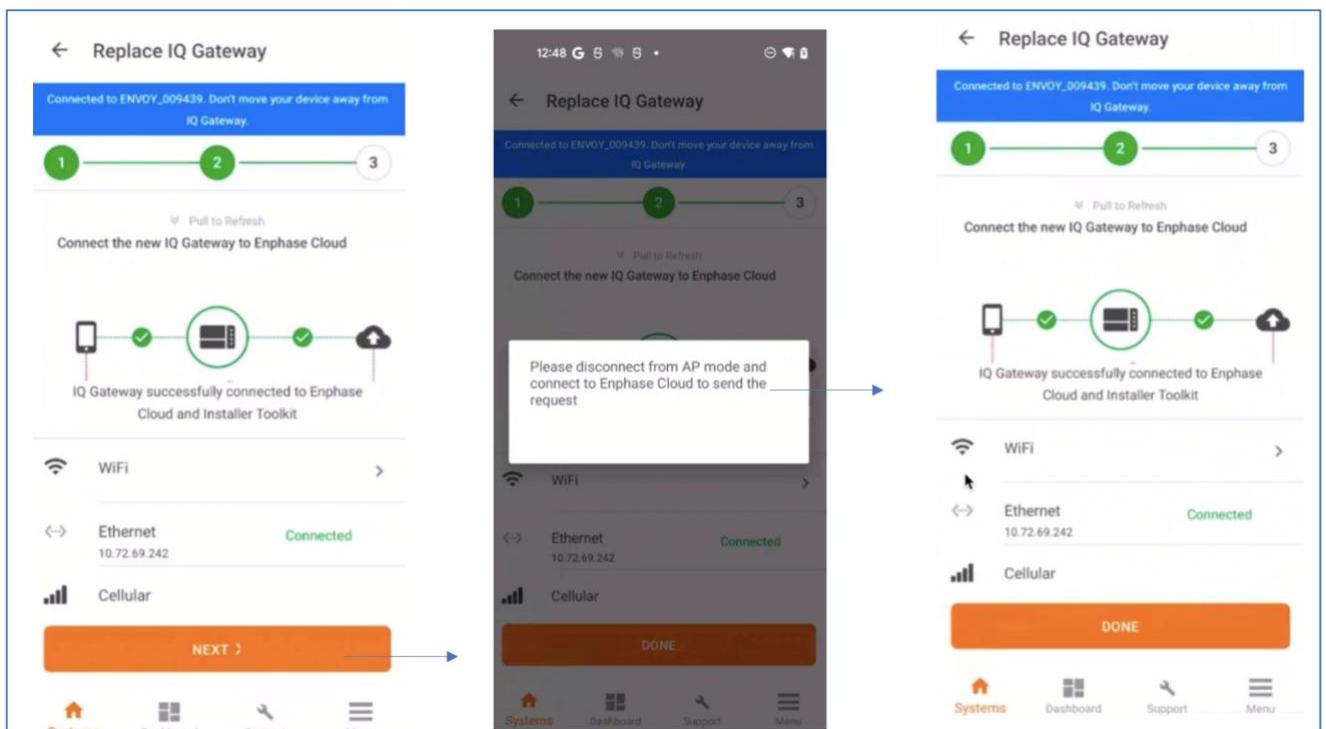 Replace IQ Gateway
Connected to ENVOY_009439. Don't move your device away from
IQ Gateway.
1
2
3
Pull to Refresh
Connect the new IQ Gateway to Enphase Cloud
IQ Gateway successfully connected to Enphase
Cloud and Installer Toolkit
WiFi
Ethernet
Connected
10.72.69.242
Cellular
NEXT
12:48
Replace IQ Gateway
Connected to ENVOY_009439. Don't move your device away from
IQ Gateway.
1
2
3
Pull to Refresh
Connect the new IQ Gateway to Enphase Cloud
Please disconnect from AP mode and
connect to Enphase Cloud to send the
request
WiFi
Ethernet
Connected
10.72.69.242
Cellular
DONE
Systems
Dashboard
Support
Menu
Replace IQ Gateway
Connected to ENVOY_009439. Don't move your device away from
IQ Gateway.
1
2
3
Pull to Refresh
Connect the new IQ Gateway to Enphase Cloud
IQ Gateway successfully connected to Enphase
Cloud and Installer Toolkit
WiFi
Ethernet
Connected
10.72.69.242
Cellular
DONE
Systems
Dashboard
Support
Menu